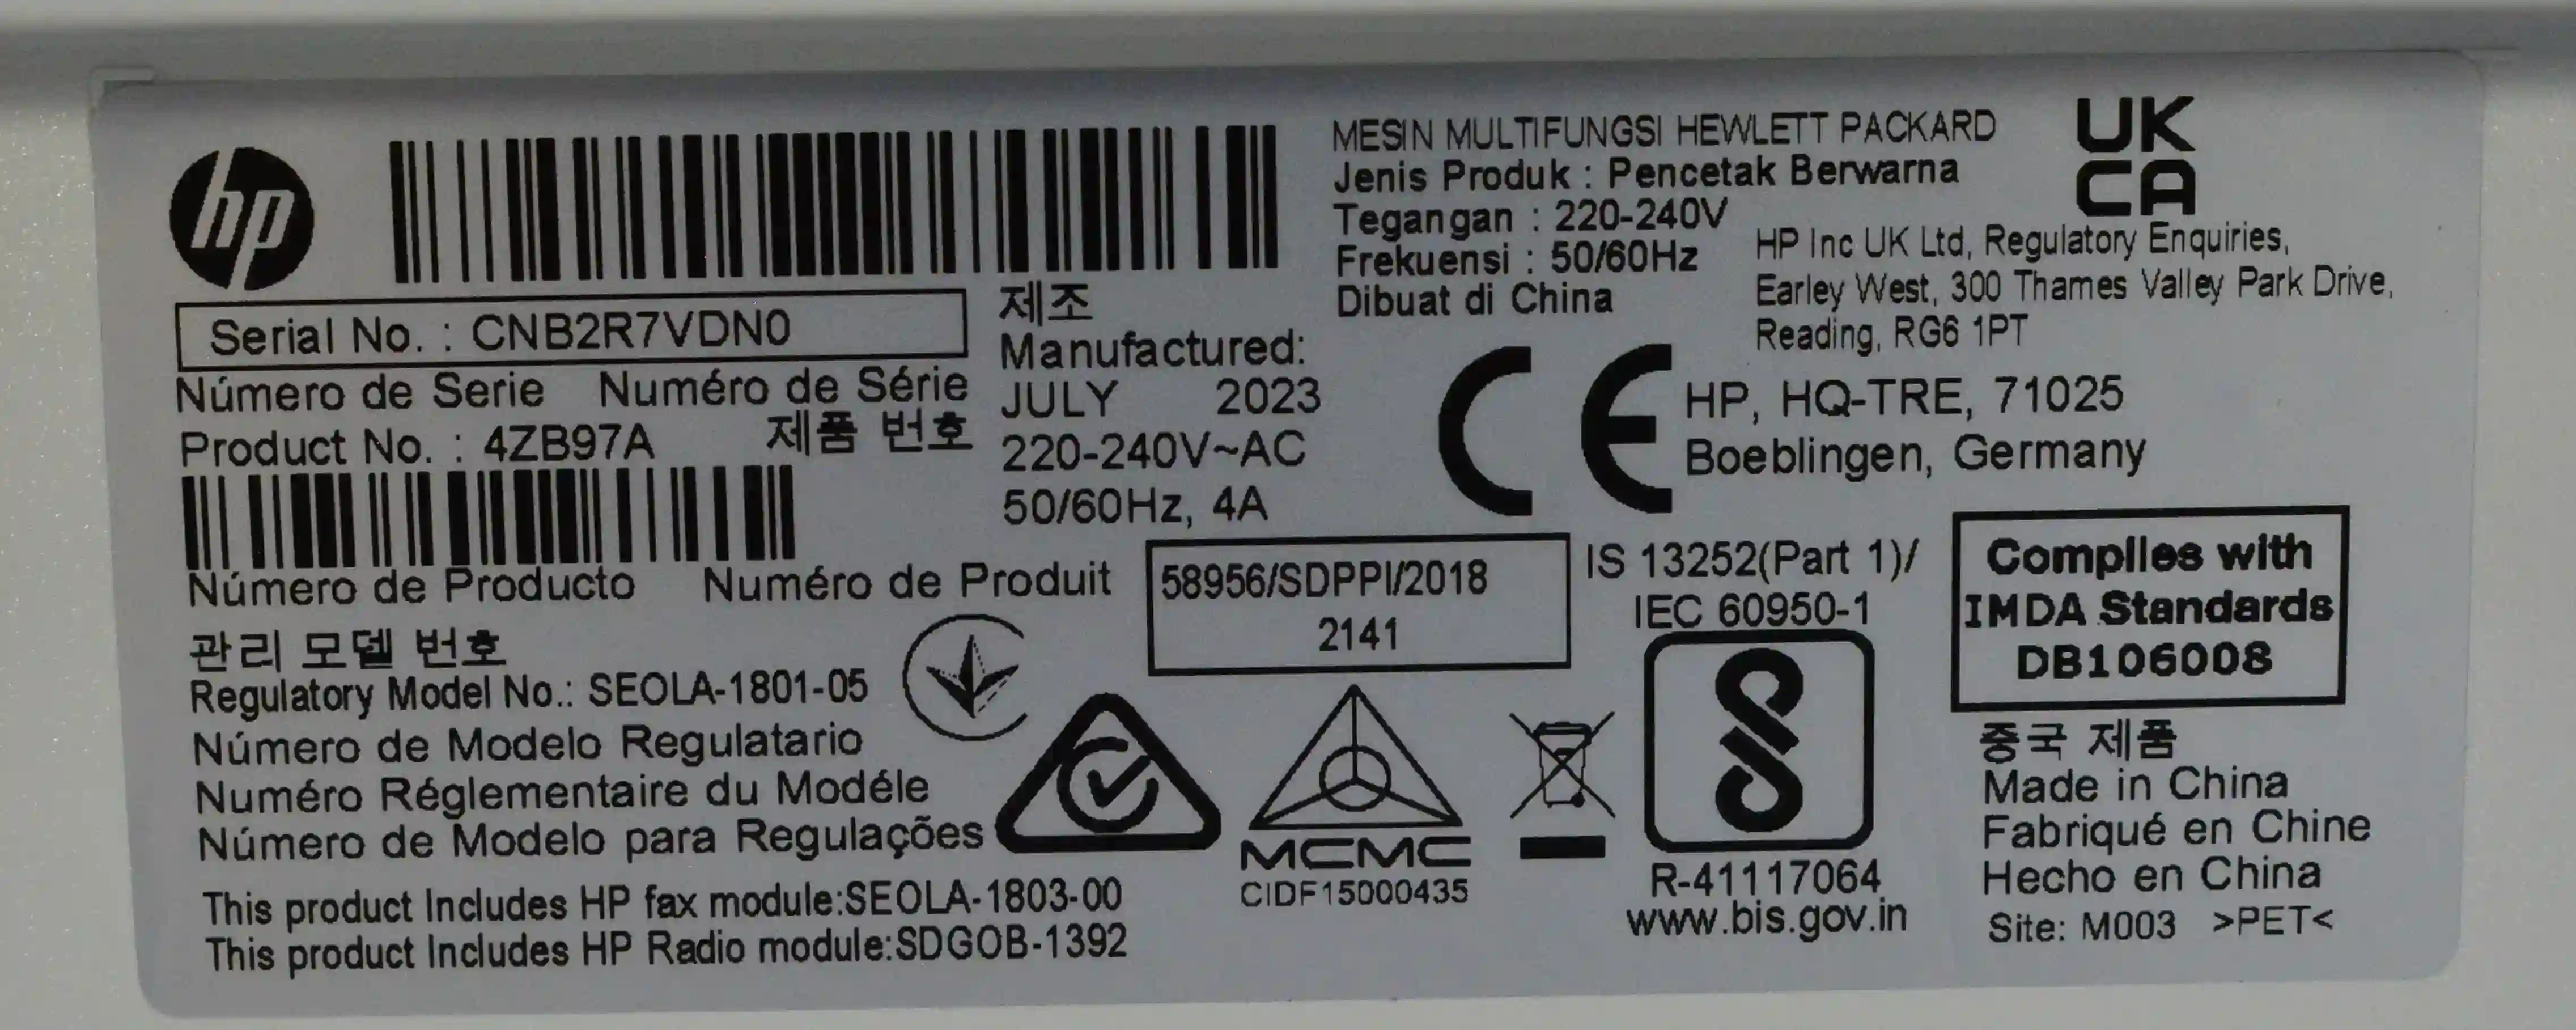 hp
Serial No. : CNB2R7VDN0
Número de Serie Numéro de Série
Product No. : 4ZB97A 제품 번호
Número de Producto Numéro de Produit
관리 모델 번호
Regulatory Model No.: SEOLA-1801-05
Número de Modelo Regulatario
Numéro Réglementaire du Modéle
Número de Modelo para Regulações
This product Includes HP fax module:SEOLA-1803-00
This product Includes HP Radio module:SDGOB-1392
제조
Manufactured:
JULY 2023
220-240V~AC
50/60Hz, 4A
MESIN MULTIFUNGSI HEWLETT PACKARD
Jenis Produk : Pencetak Berwarna
Tegangan : 220-240V
Frekuensi : 50/60Hz
Dibuat di China
UK
CA
HP Inc UK Ltd, Regulatory Enquiries,
Earley West, 300 Thames Valley Park Drive,
Reading, RG6 1PT
CE
HP, HQ-TRE, 71025
Boeblingen, Germany
58956/SDPPI/2018
2141
IS 13252(Part 1)/
IEC 60950-1
R-41117064
www.bis.gov.in
MCMC
CIDF15000435
Complies with
IMDA Standards
DB106008
중국 제품
Made in China
Fabriqué en Chine
Hecho en China
Site: M003 >PET<